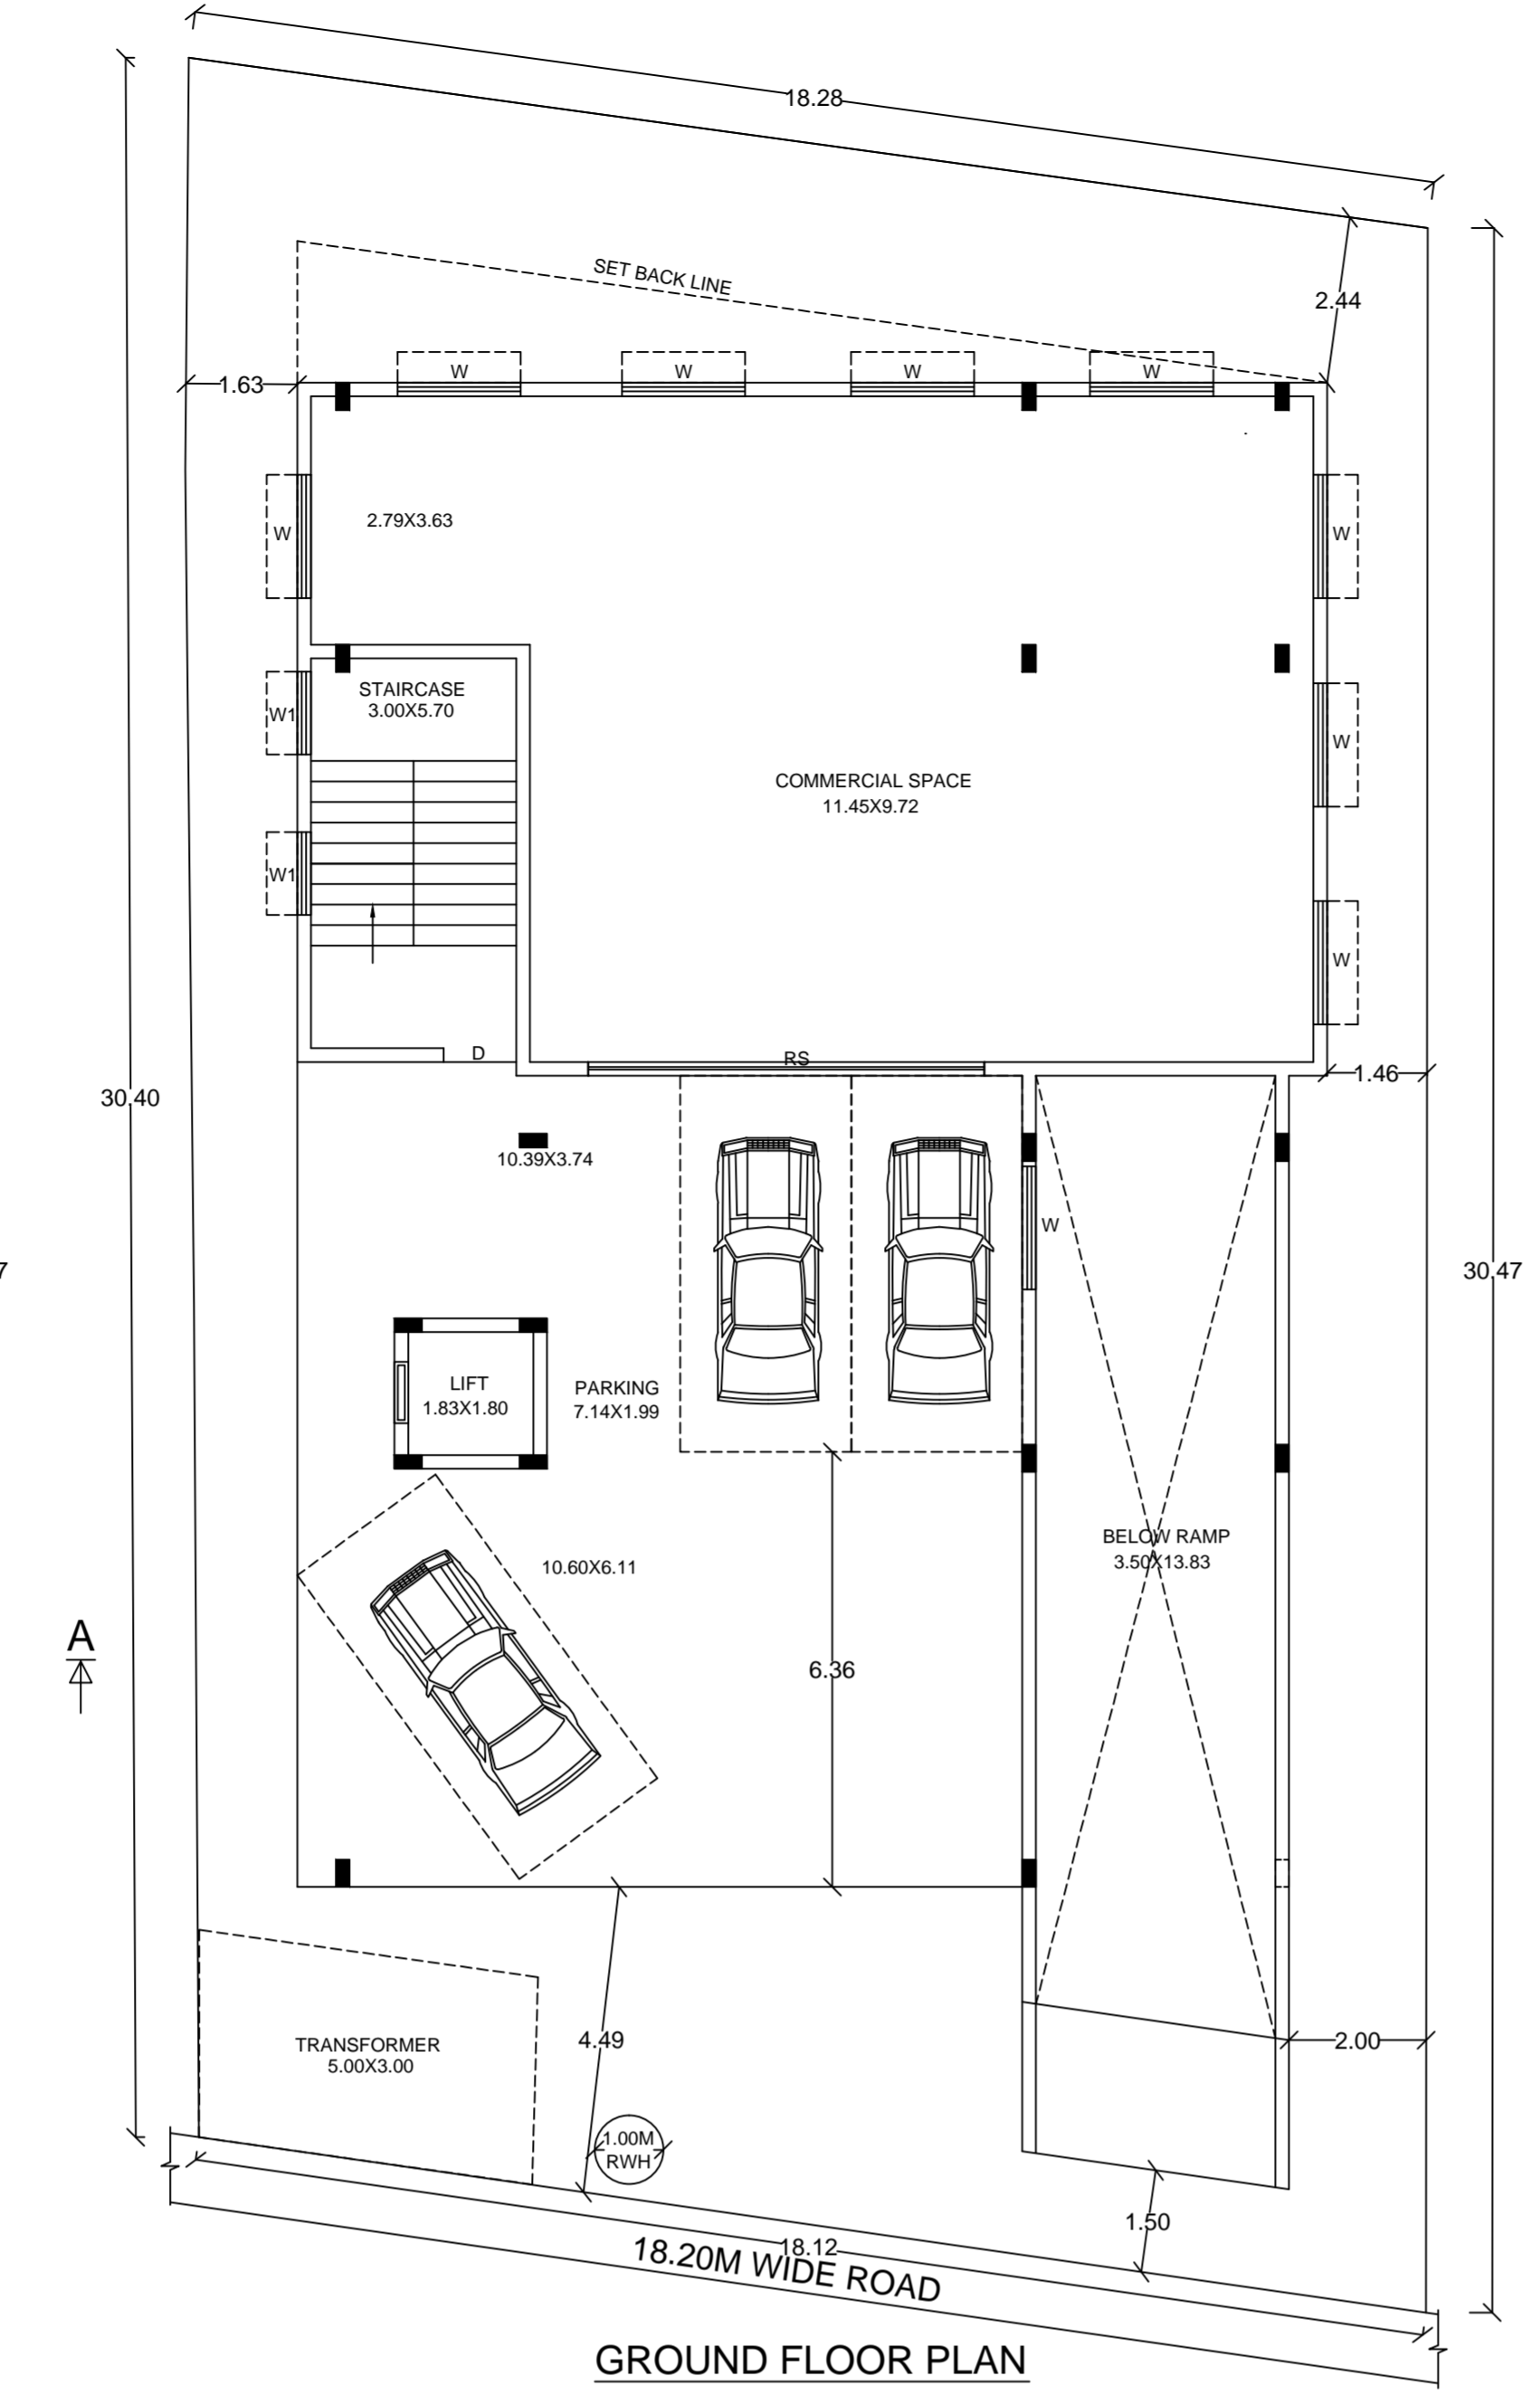 18.28
SET BACK LINE
2.44
W
W
W
W
1.63
W
2.79X3.63
W
STAIRCASE
3.00X5.70
W1
W
COMMERCIAL SPACE
11.45X9.72
W1
W
D
RS
1.46
30.40
10.39X3.74
W
7
30.47
LIFT
1.83X1.80
PARKING
7.14X1.99
BELOW RAMP
3.50X13.83
10.60X6.11
A
6.36
TRANSFORMER
5.00X3.00
4.49
2.00
1.00M
RWH
1.50
18.12
18.20M WIDE ROAD
GROUND FLOOR PLAN